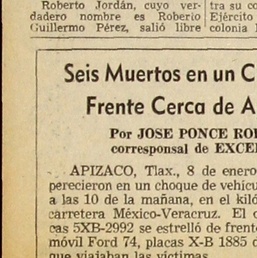 Roberto Jordán, cuyo ver-
dadero nombre es Roberto
Guillermo Pérez, salió libre
tra su co
Ejército
colonia
Seis Muertos en un C
Frente Cerca de A
Por JOSE PONCE RO
corresponsal de EXCE
APIZACO, Tlax., 8 de enero
perecieron en un choque de vehícu
a las 10 de la mañana, en el kiló
carretera México-Veracruz. El
cas 5XB-2992 se estrelló de frent
móvil Ford 74, placas X-B 1885 d
que viajaban las víctimas